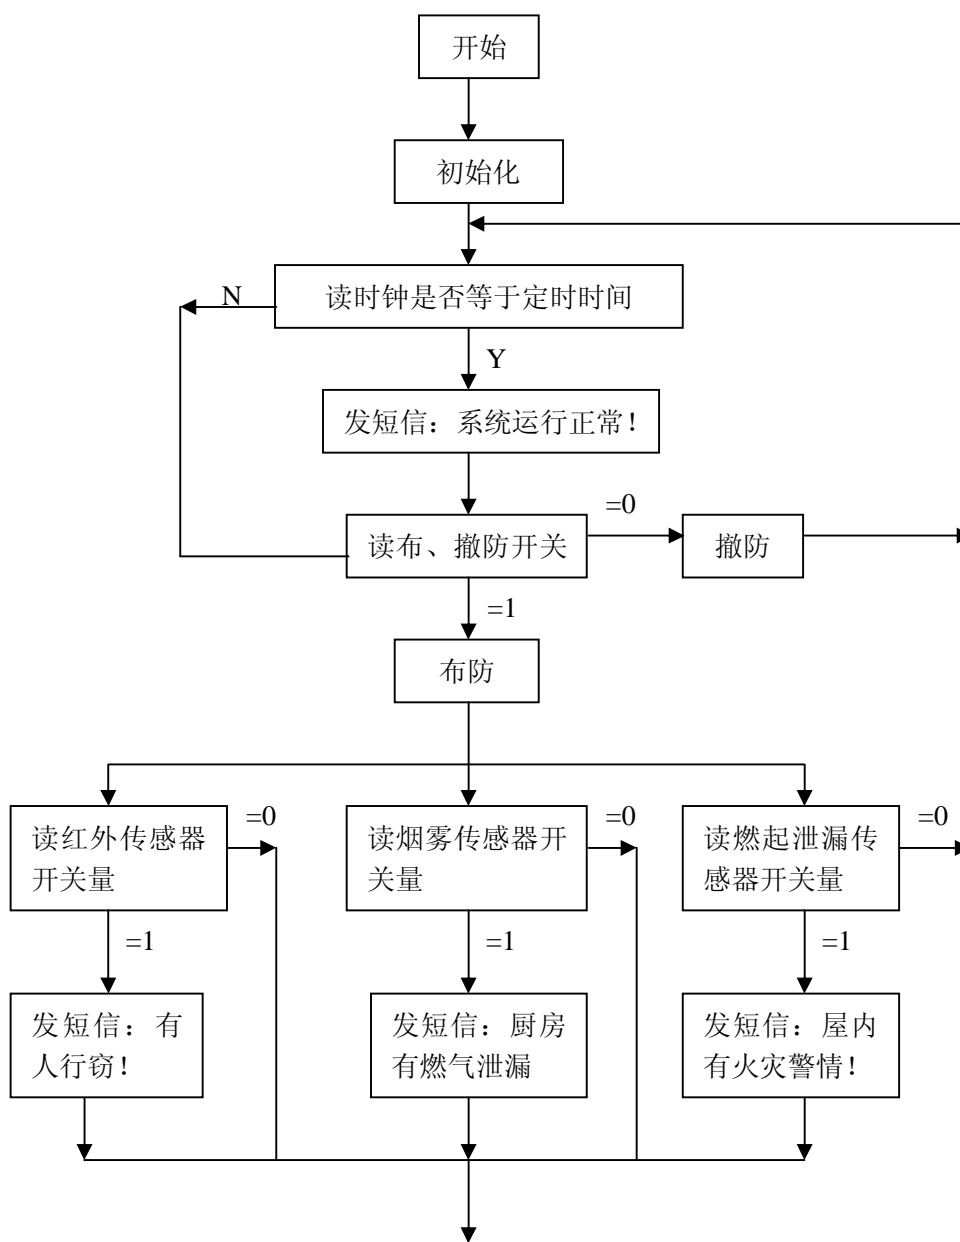 开始
初始化
读时钟是否等于定时时间
N
Y
发短信：系统运行正常！
=0
读布、撤防开关
撤防
=1
布防
=0
=0
=0
读红外传感器
开关量
读烟雾传感器开
关量
读燃起泄漏传
感器开关量
=1
=1
=1
发短信：有
人行窃！
发短信：厨房
有燃气泄漏
发短信：屋内
有火灾警情！